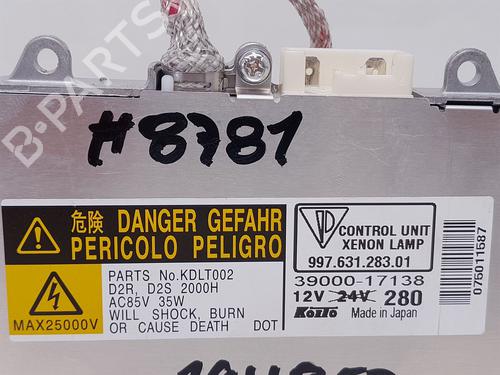 B-PARTS
#8781
危険 DANGER GEFAHR
PERICOLO PELIGRO
MAX25000V
PARTS No.KDLT002
D2R, D2S 2000H
AC85V 35W
WILL SHOCK, BURN
OR CAUSE DEATH DOT
CONTROL UNIT
XENON LAMP
997.631.283.01
39000-17138
12V 24V 280
KOITO Made in Japan
0750011587